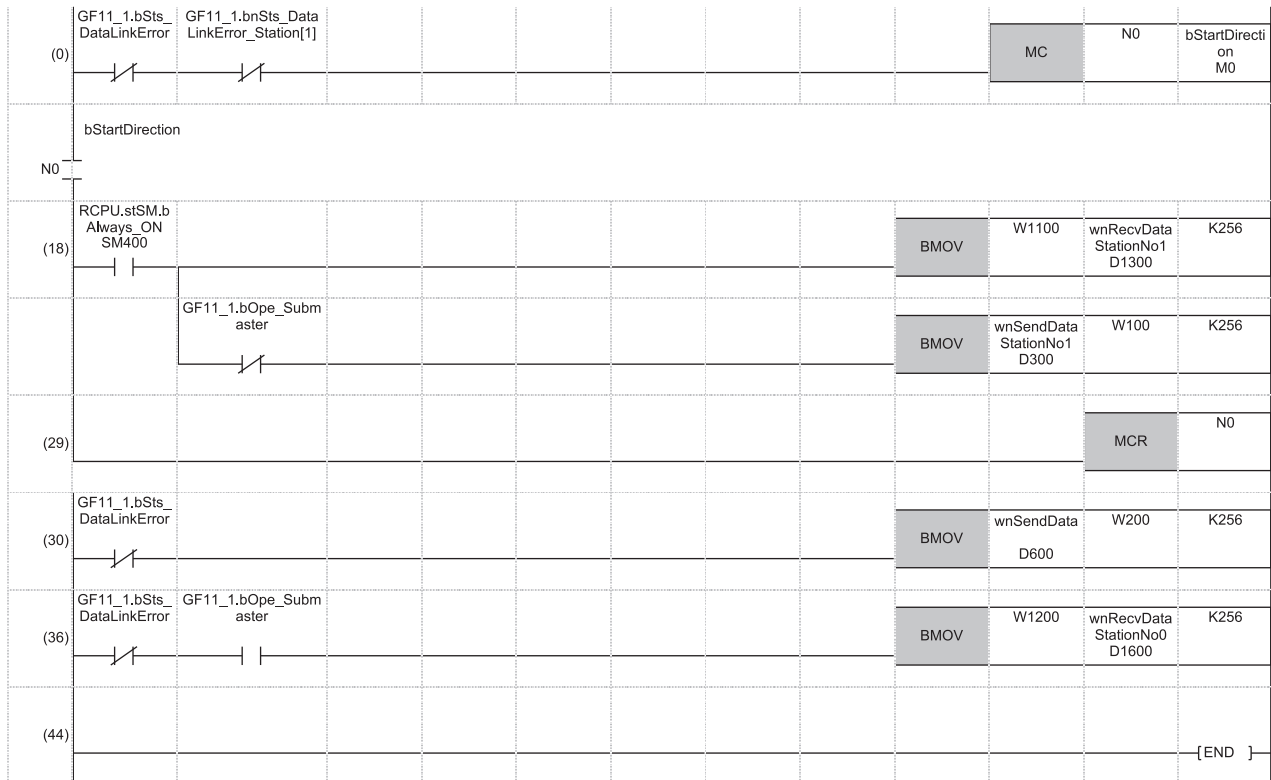 GF11_1.bSts_
DataLinkError
GF11_1.bnSts_Data
LinkError_Station[1]
(0)
MC
N0
bStartDirecti
on
M0
bStartDirection
N0
RCPU.stSM.b
Always_ON
SM400
(18)
BMOV
W1100
wnRecvData
StationNo1
D1300
K256
GF11_1.bOpe_Subm
aster
BMOV
wnSendData
StationNo1
D300
W100
K256
(29)
MCR
N0
GF11_1.bSts_
DataLinkError
(30)
BMOV
wnSendData
D600
W200
K256
GF11_1.bSts_
DataLinkError
GF11_1.bOpe_Subm
aster
(36)
BMOV
W1200
wnRecvData
StationNo0
D1600
K256
(44)
[END ]